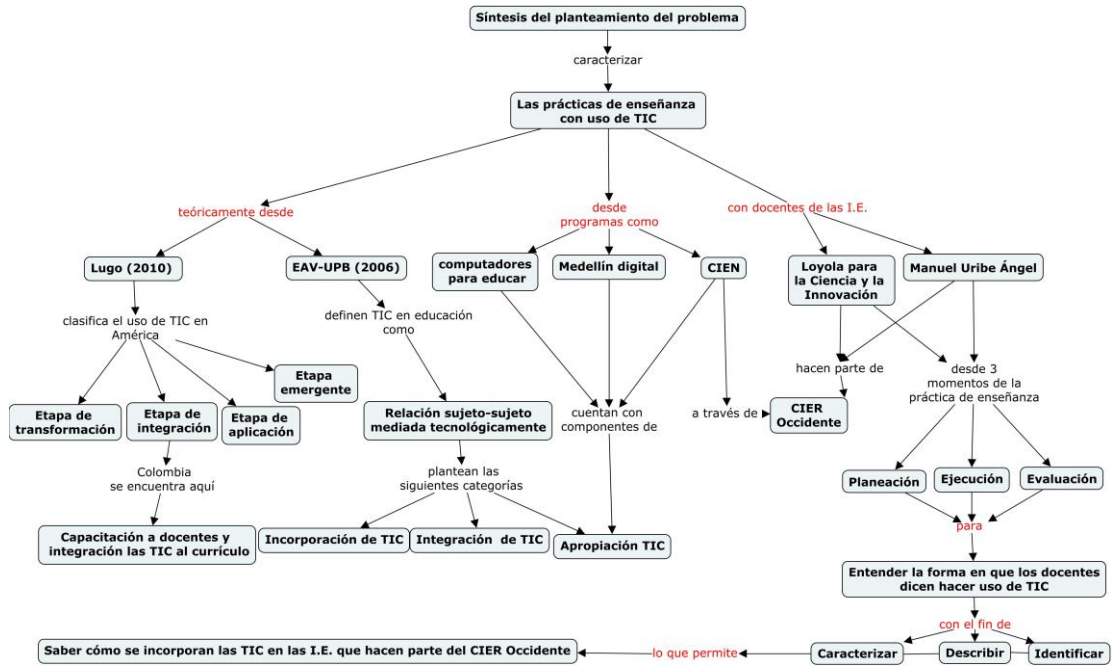 Síntesis del planteamiento del problema
caracterizar
Las prácticas de enseñanza
con uso de TIC
teóricamente desde
desde
programas como
con docentes de las I.E.
Lugo (2010)
EAV-UPB (2006)
computadores
para educar
Medellín digital
CIEN
Loyola para
la Ciencia y la
Innovación
Manuel Uribe Ángel
clasifica el uso de TIC en
América
definen TIC en educación
como
hacen parte de
desde 3
momentos de la
práctica de enseñanza
Etapa
emergente
Etapa de
transformación
Etapa de
integración
Etapa de
aplicación
Relación sujeto-sujeto
mediada tecnológicamente
cuentan con
componentes de
a través de
CIER
Occidente
Colombia
se encuentra aquí
plantean las
siguientes categorías
Planeación
Ejecución
Evaluación
Capacitación a docentes y
integración las TIC al currículo
Incorporación de TIC
Integración de TIC
Apropiación TIC
para
Entender la forma en que los docentes
dicen hacer uso de TIC
con el fin de
Saber cómo se incorporan las TIC en las I.E. que hacen parte del CIER Occidente
lo que permite
Caracterizar
Describir
Identificar